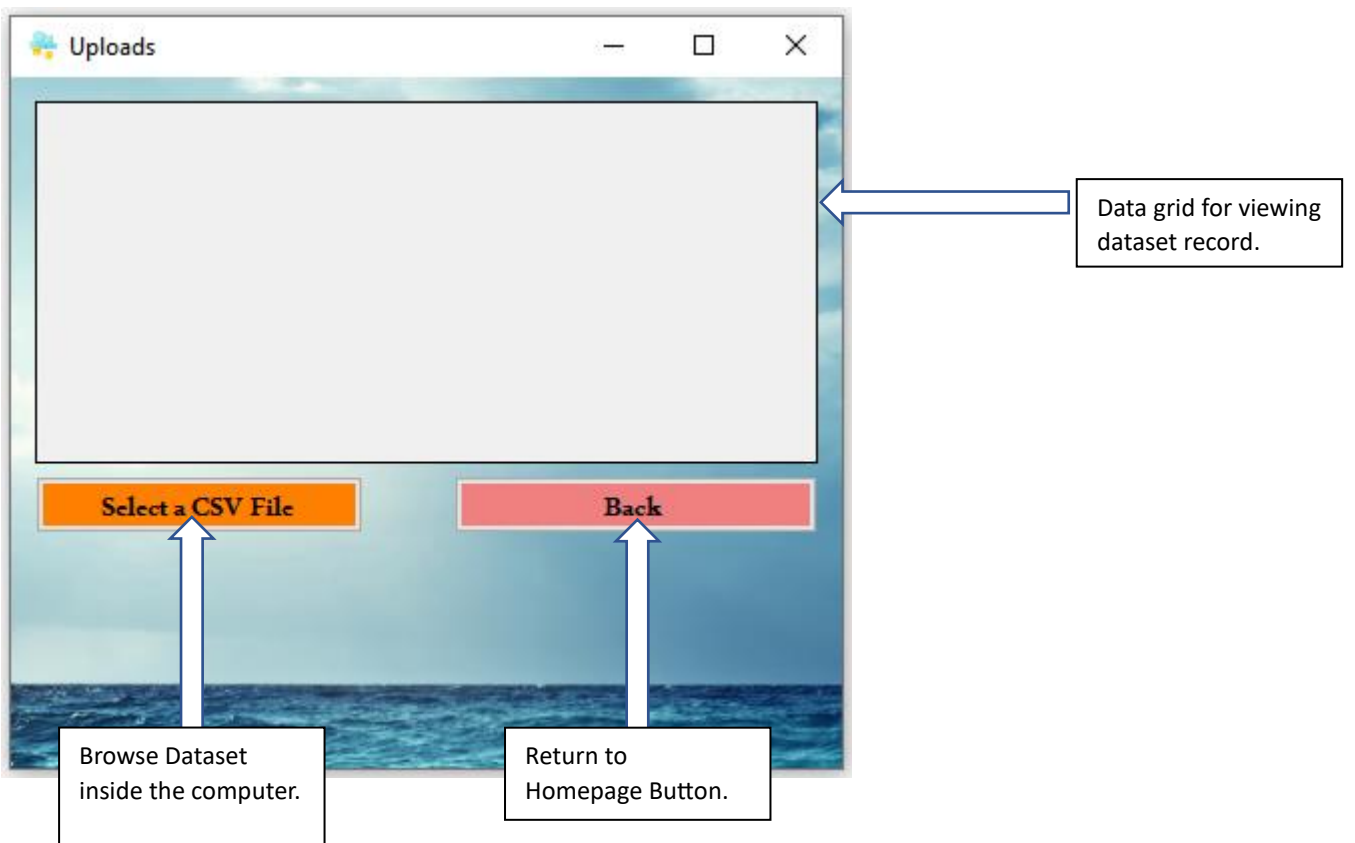 Uploads
Data grid for viewing
dataset record.
Select a CSV File
Back
Browse Dataset
inside the computer.
Return to
Homepage Button.